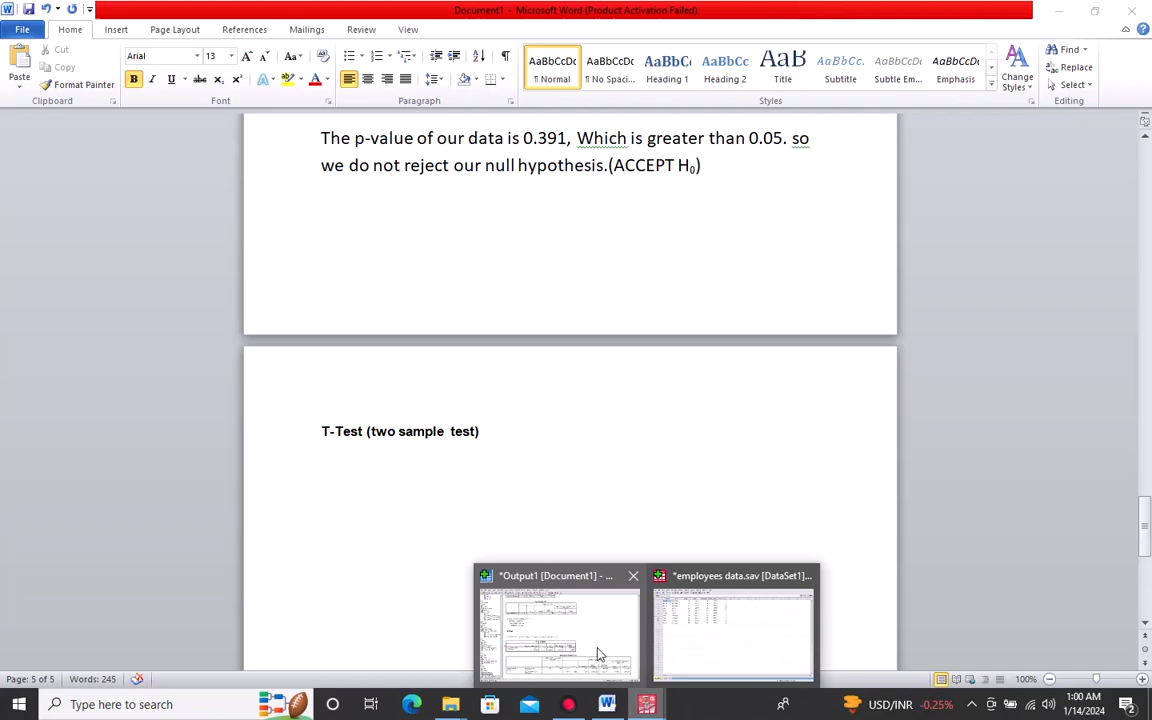 Document1 - Microsoft Word (Product Activation Failed)
File Home Insert Page Layout References Mailings Review View
Paste
Cut
Copy
Format Painter
Clipboard
Arial 13
Font
Paragraph
AaBbCcDc AaBbCcDc AaBbC AaBbCc AaB AaBbCc. AaBbCcDc AaBbCcDc
¶ Normal ¶ No Spaci... Heading 1 Heading 2 Title Subtitle Subtle Em... Emphasis
Change Styles
Styles
Find
Replace
Select
Editing
The p-value of our data is 0.391, Which is greater than 0.05. so
we do not reject our null hypothesis.(ACCEPT H₀)
T-Test (two sample test)
*Output1 [Document1] - ...
*employees data.sav [DataSet1]...
Page: 5 of 5 Words: 245
100%
Type here to search
USD/INR -0.25%
1:00 AM
1/14/2024
2